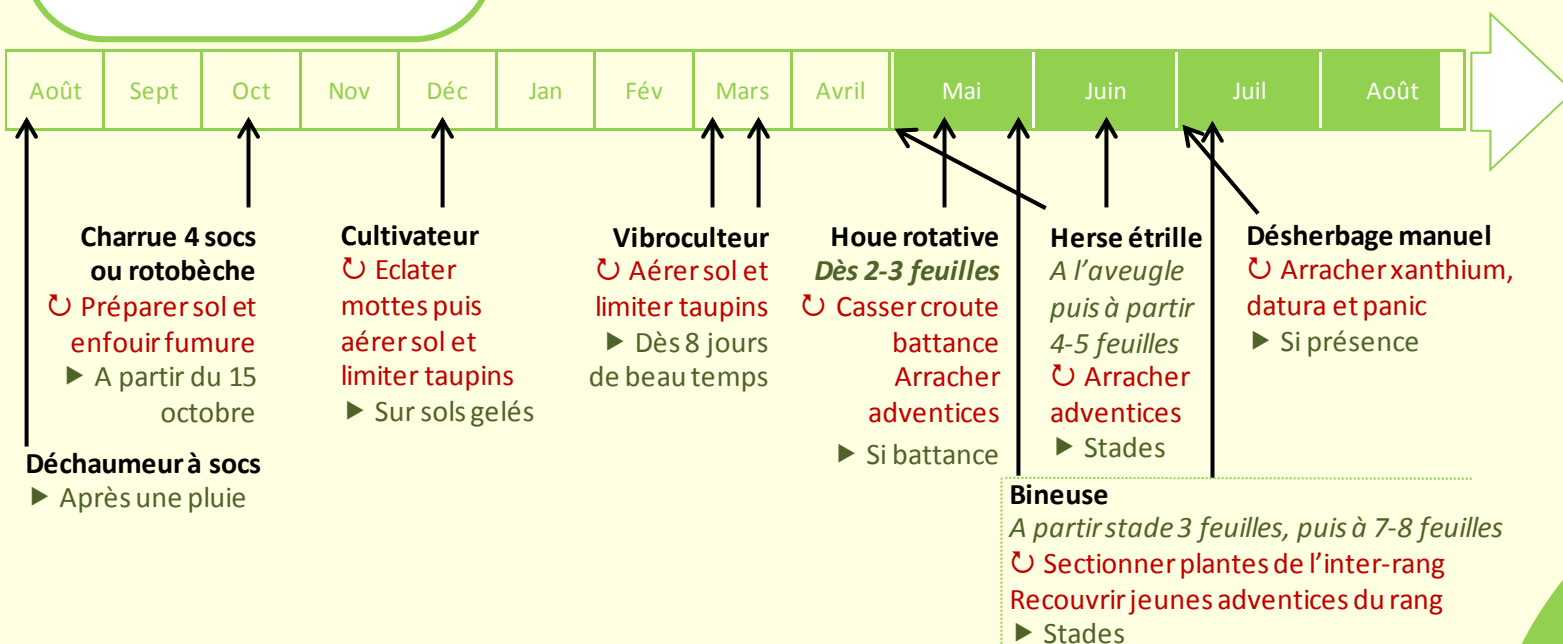 Août Sept Oct Nov Déc Jan Fév Mars Avril Mai Juin Juil Août
Déchaumeur à socs
▶ Après une pluie
Charrue 4 socs
ou rotobèche
↻ Préparer sol et
enfouir fumure
▶ A partir du 15
octobre
Cultivateur
↻ Eclater
mottes puis
aérer sol et
limiter taupins
▶ Sur sols gelés
Vibroculteur
↻ Aérer sol et
limiter taupins
▶ Dès 8 jours
de beau temps
Houe rotative
Dès 2-3 feuilles
↻ Casser croute
battance
Arracher
adventices
▶ Si battance
Herse étrille
A l'aveugle
puis à partir
4-5 feuilles
↻ Arracher
adventices
▶ Stades
Désherbage manuel
↻ Arracher xanthium,
datura et panic
▶ Si présence
Bineuse
A partir stade 3 feuilles, puis à 7-8 feuilles
↻ Sectionner plantes de l'inter-rang
Recouvrir jeunes adventices du rang
▶ Stades